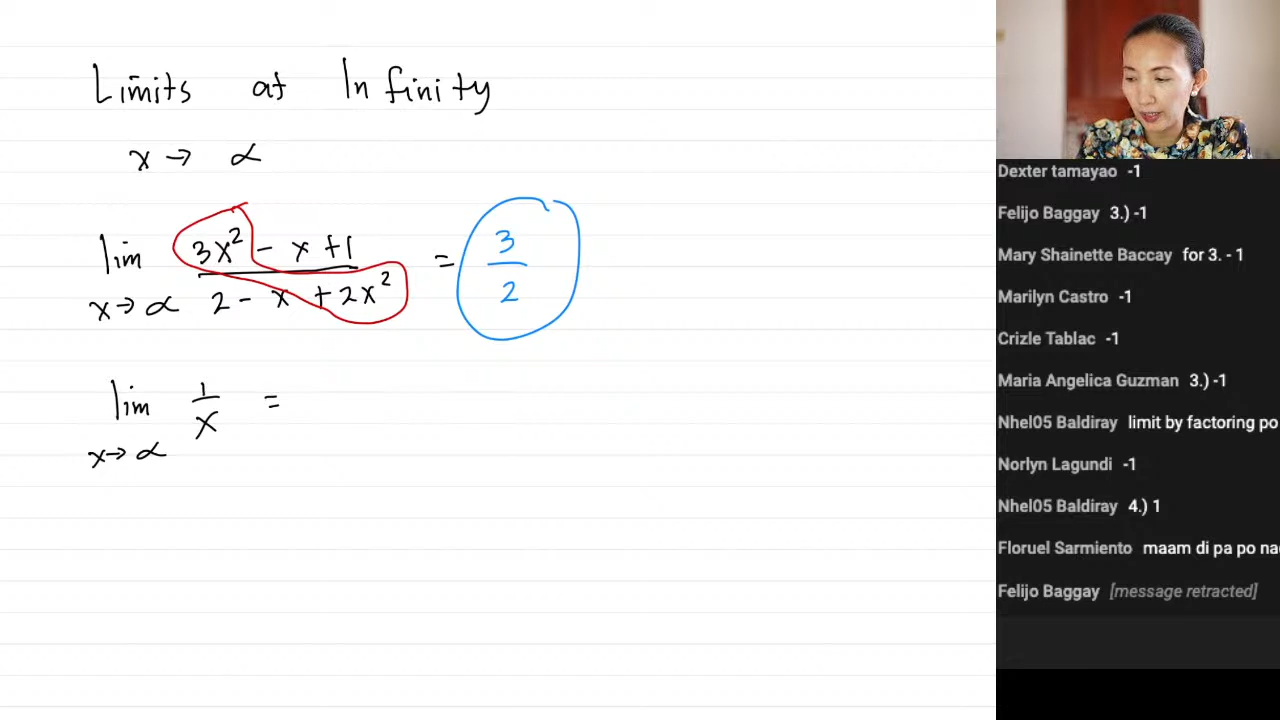 Limits at Infinity
x → ∝
lim 3x² - x + 1 / 2 - x + 2x² = 3 / 2
x → ∝
lim 1 / x =
x → ∝
Dexter tamayao -1
Felijo Baggay 3.) -1
Mary Shainette Baccay for 3. - 1
Marilyn Castro -1
Crizle Tablac -1
Maria Angelica Guzman 3.) -1
Nhel05 Baldiray limit by factoring po
Norlyn Lagundi -1
Nhel05 Baldiray 4.) 1
Floruel Sarmiento maam di pa po
Felijo Baggay [message retracted]